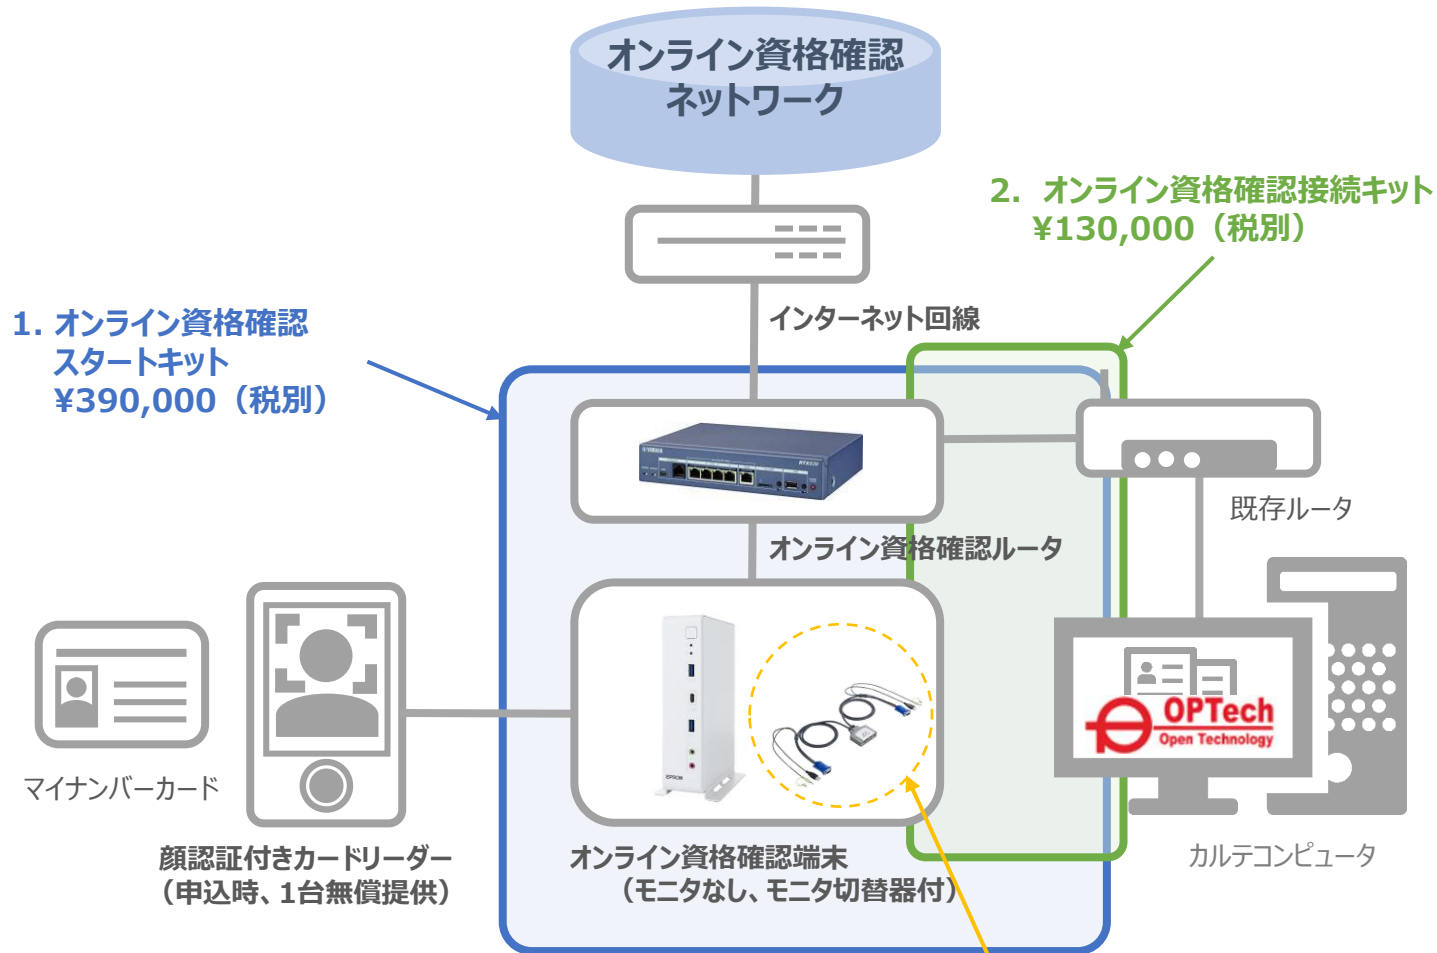 オンライン資格確認
ネットワーク
2. オンライン資格確認接続キット
¥130,000（税別）
インターネット回線
1. オンライン資格確認
スタートキット
¥390,000（税別）
YAMAHA
既存ルータ
オンライン資格確認ルータ
OPTech
Open Technology
EPSON
マイナンバーカード
顔認証付きカードリーダー
（申込時、1台無償提供）
オンライン資格確認端末
（モニタなし、モニタ切替器付）
カルテコンピュータ